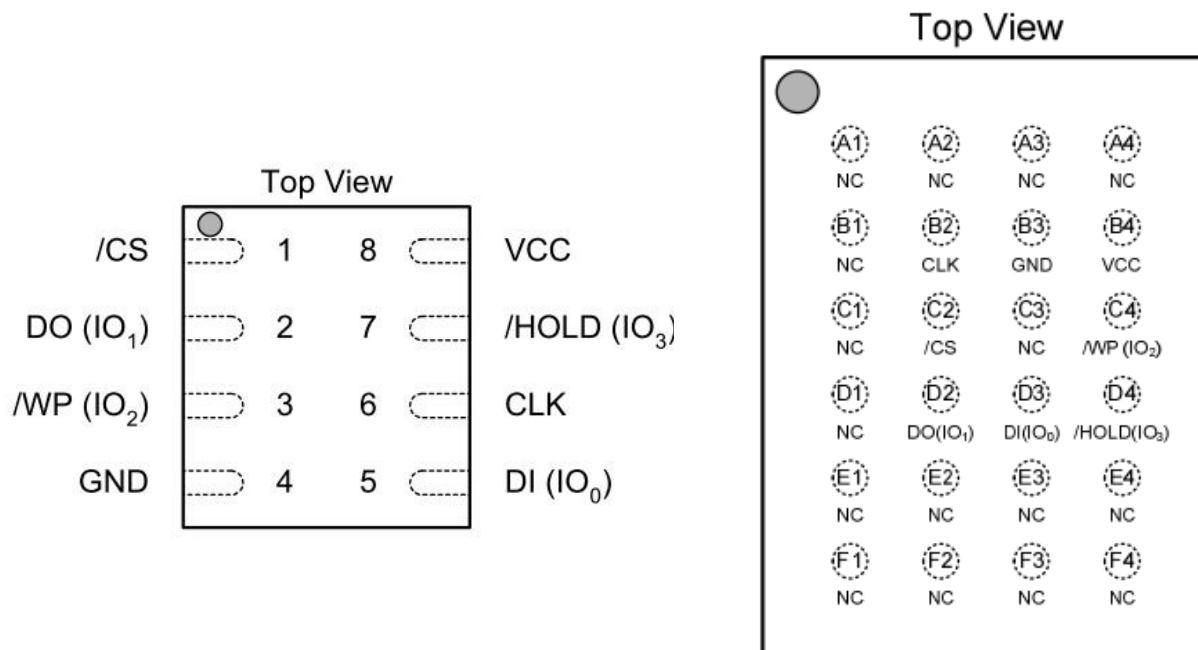 Top View
/CS 1 8 VCC
DO (IO₁) 2 7 /HOLD (IO₃)
/WP (IO₂) 3 6 CLK
GND 4 5 DI (IO₀)
Top View
A1 A2 A3 A4
NC NC NC NC
B1 B2 B3 B4
NC CLK GND VCC
C1 C2 C3 C4
NC /CS NC /WP (IO₂)
D1 D2 D3 D4
NC DO(IO₁) DI(IO₀) /HOLD(IO₃)
E1 E2 E3 E4
NC NC NC NC
F1 F2 F3 F4
NC NC NC NC